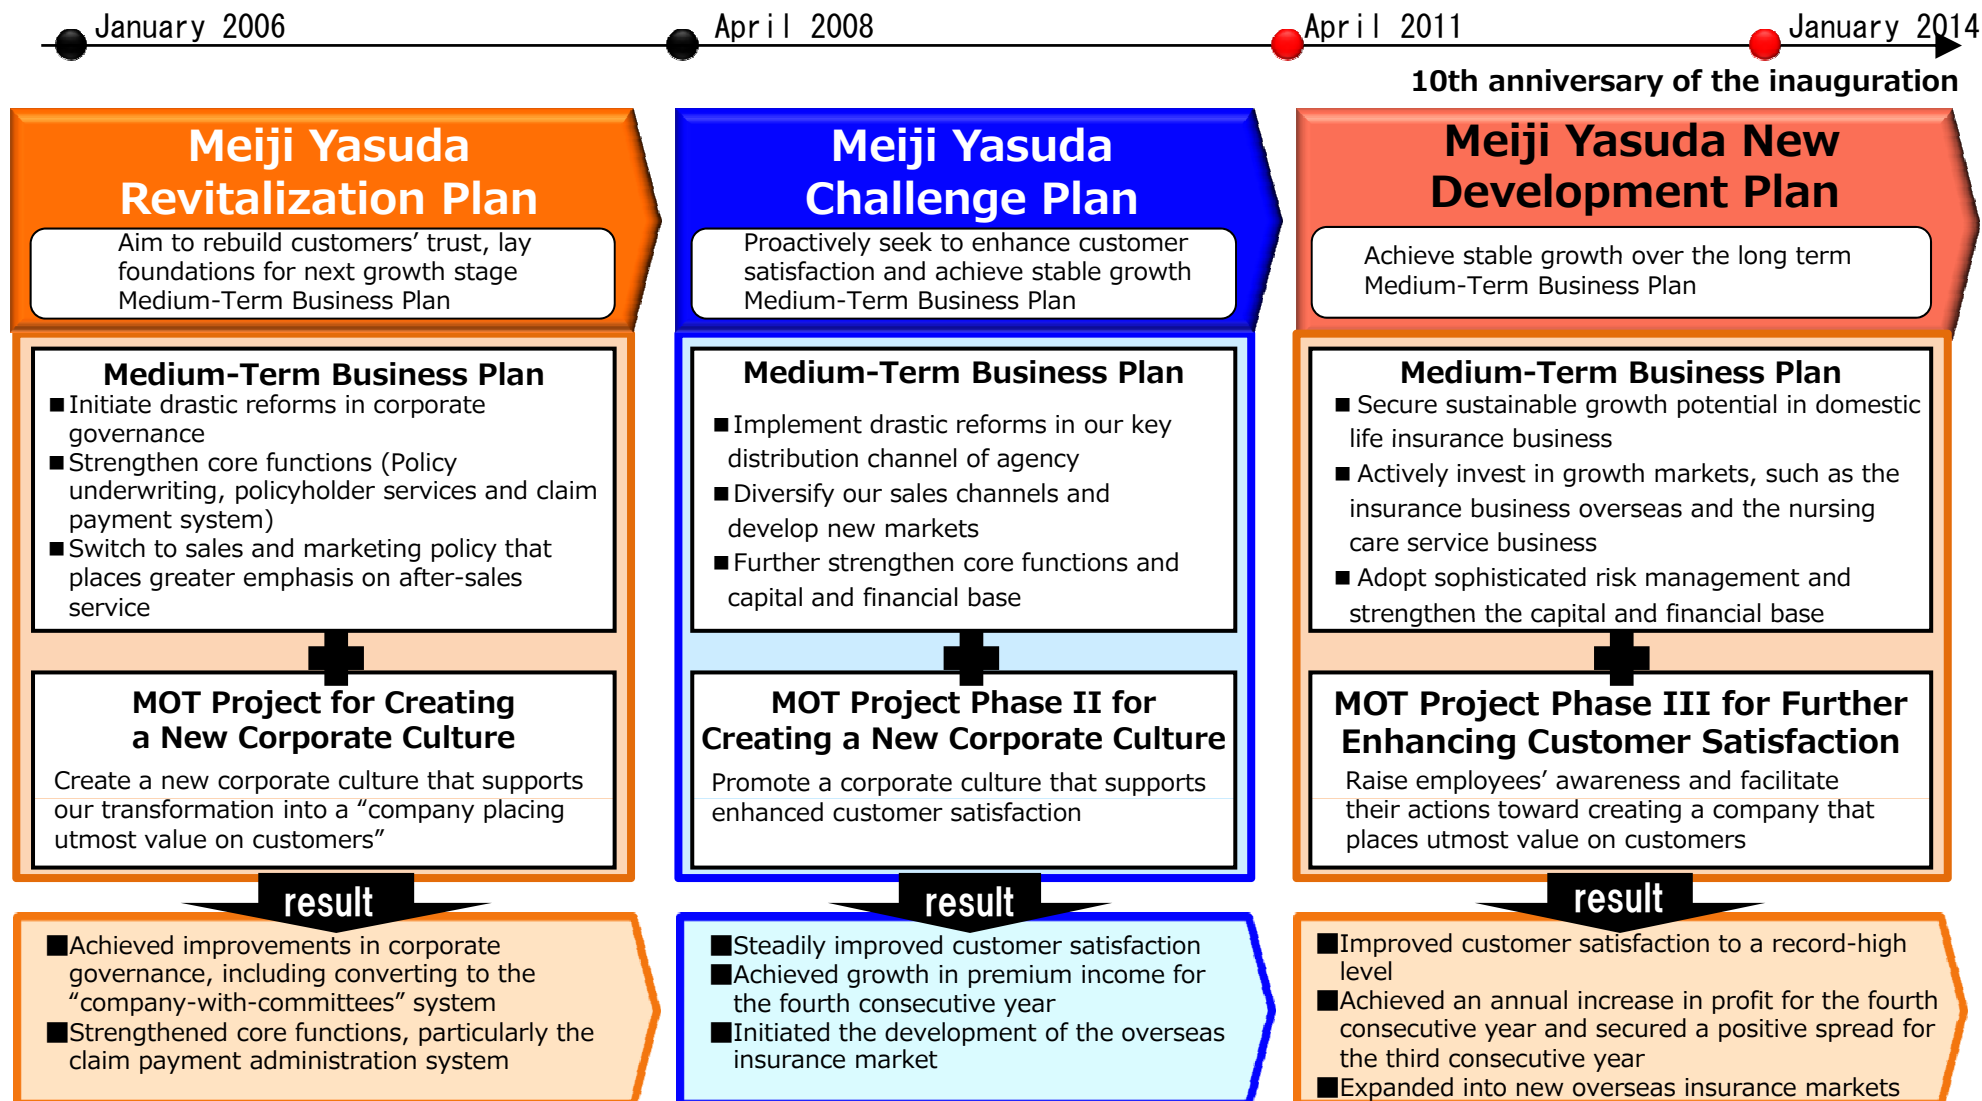 January 2006
April 2008
April 2011
January 2014
10th anniversary of the inauguration
Meiji Yasuda
Revitalization Plan
Aim to rebuild customers’ trust, lay
foundations for next growth stage
Medium-Term Business Plan
Medium-Term Business Plan
■Initiate drastic reforms in corporate
governance
■Strengthen core functions (Policy
underwriting, policyholder services and claim
payment system)
■Switch to sales and marketing policy that
places greater emphasis on after-sales
service
MOT Project for Creating
a New Corporate Culture
Create a new corporate culture that supports
our transformation into a “company placing
utmost value on customers”
result
■Achieved improvements in corporate
governance, including converting to the
“company-with-committees” system
■Strengthened core functions, particularly the
claim payment administration system
Meiji Yasuda
Challenge Plan
Proactively seek to enhance customer
satisfaction and achieve stable growth
Medium-Term Business Plan
Medium-Term Business Plan
■Implement drastic reforms in our key
distribution channel of agency
■Diversify our sales channels and
develop new markets
■Further strengthen core functions and
capital and financial base
MOT Project Phase II for
Creating a New Corporate Culture
Promote a corporate culture that supports
enhanced customer satisfaction
result
■Steadily improved customer satisfaction
■Achieved growth in premium income for
the fourth consecutive year
■Initiated the development of the overseas
insurance market
Meiji Yasuda New
Development Plan
Achieve stable growth over the long term
Medium-Term Business Plan
Medium-Term Business Plan
■ Secure sustainable growth potential in domestic
life insurance business
■ Actively invest in growth markets, such as the
insurance business overseas and the nursing
care service business
■ Adopt sophisticated risk management and
strengthen the capital and financial base
MOT Project Phase III for Further
Enhancing Customer Satisfaction
Raise employees’ awareness and facilitate
their actions toward creating a company that
places utmost value on customers
result
■Improved customer satisfaction to a record-high
level
■Achieved an annual increase in profit for the fourth
consecutive year and secured a positive spread for
the third consecutive year
■Expanded into new overseas insurance markets